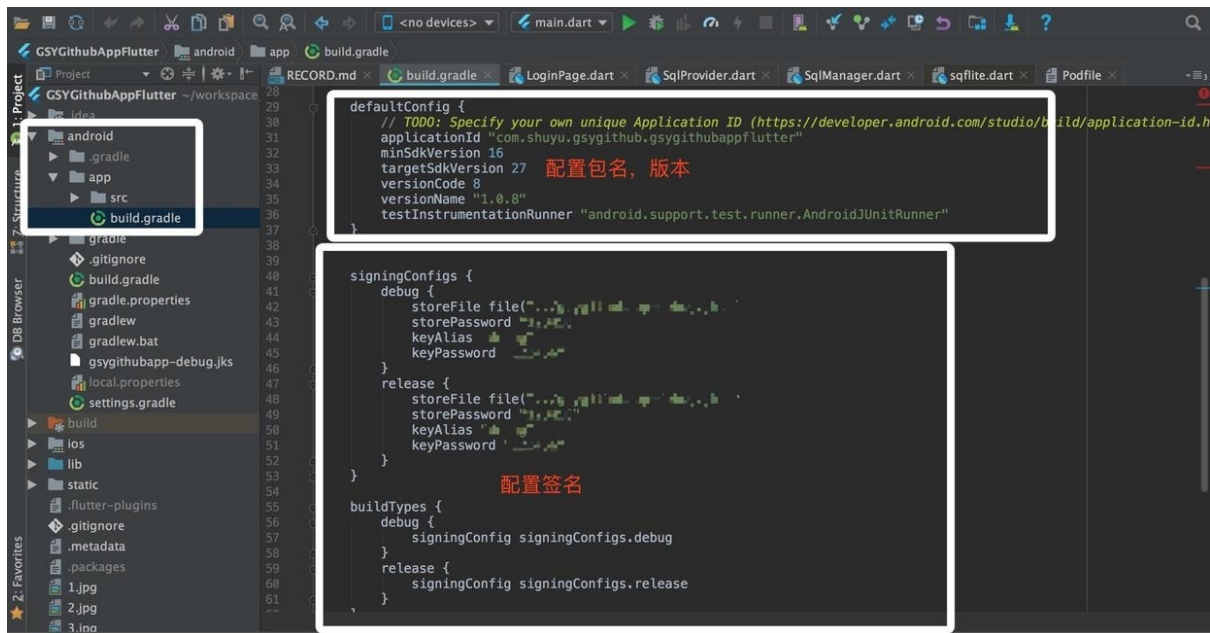 <no devices>
main.dart
GSYGithubAppFlutter
android
app
build.gradle
Project
RECORD.md
build.gradle
LoginPage.dart
SqlProvider.dart
SqlManager.dart
sqflite.dart
Podfile
1: Project
Z: Structure
DB Browser
2: Favorites
GSYGithubAppFlutter ~/workspace
.idea
android
.gradle
app
src
build.gradle
gradle
.gitignore
build.gradle
gradle.properties
gradlew
gradlew.bat
gsygithubapp-debug.jks
local.properties
settings.gradle
build
ios
lib
static
.flutter-plugins
.gitignore
.metadata
.packages
1.jpg
2.jpg
3.jpg
28
29 defaultConfig {
30 // TODO: Specify your own unique Application ID (https://developer.android.com/studio/build/application-id.h
31 applicationId "com.shuyu.gsygithub.gsygithubappflutter"
32 minSdkVersion 16
33 targetSdkVersion 27
配置包名，版本
34 versionCode 8
35 versionName "1.0.8"
36 testInstrumentationRunner "android.support.test.runner.AndroidJUnitRunner"
37 }
38
39
40 signingConfigs {
41 debug {
42 storeFile file("
43 storePassword "
44 keyAlias
45 keyPassword
46 }
47 release {
48 storeFile file("
49 storePassword "
50 keyAlias '
51 keyPassword '
52 }
53 }
配置签名
54
55 buildTypes {
56 debug {
57 signingConfig signingConfigs.debug
58 }
59 release {
60 signingConfig signingConfigs.release
61 }